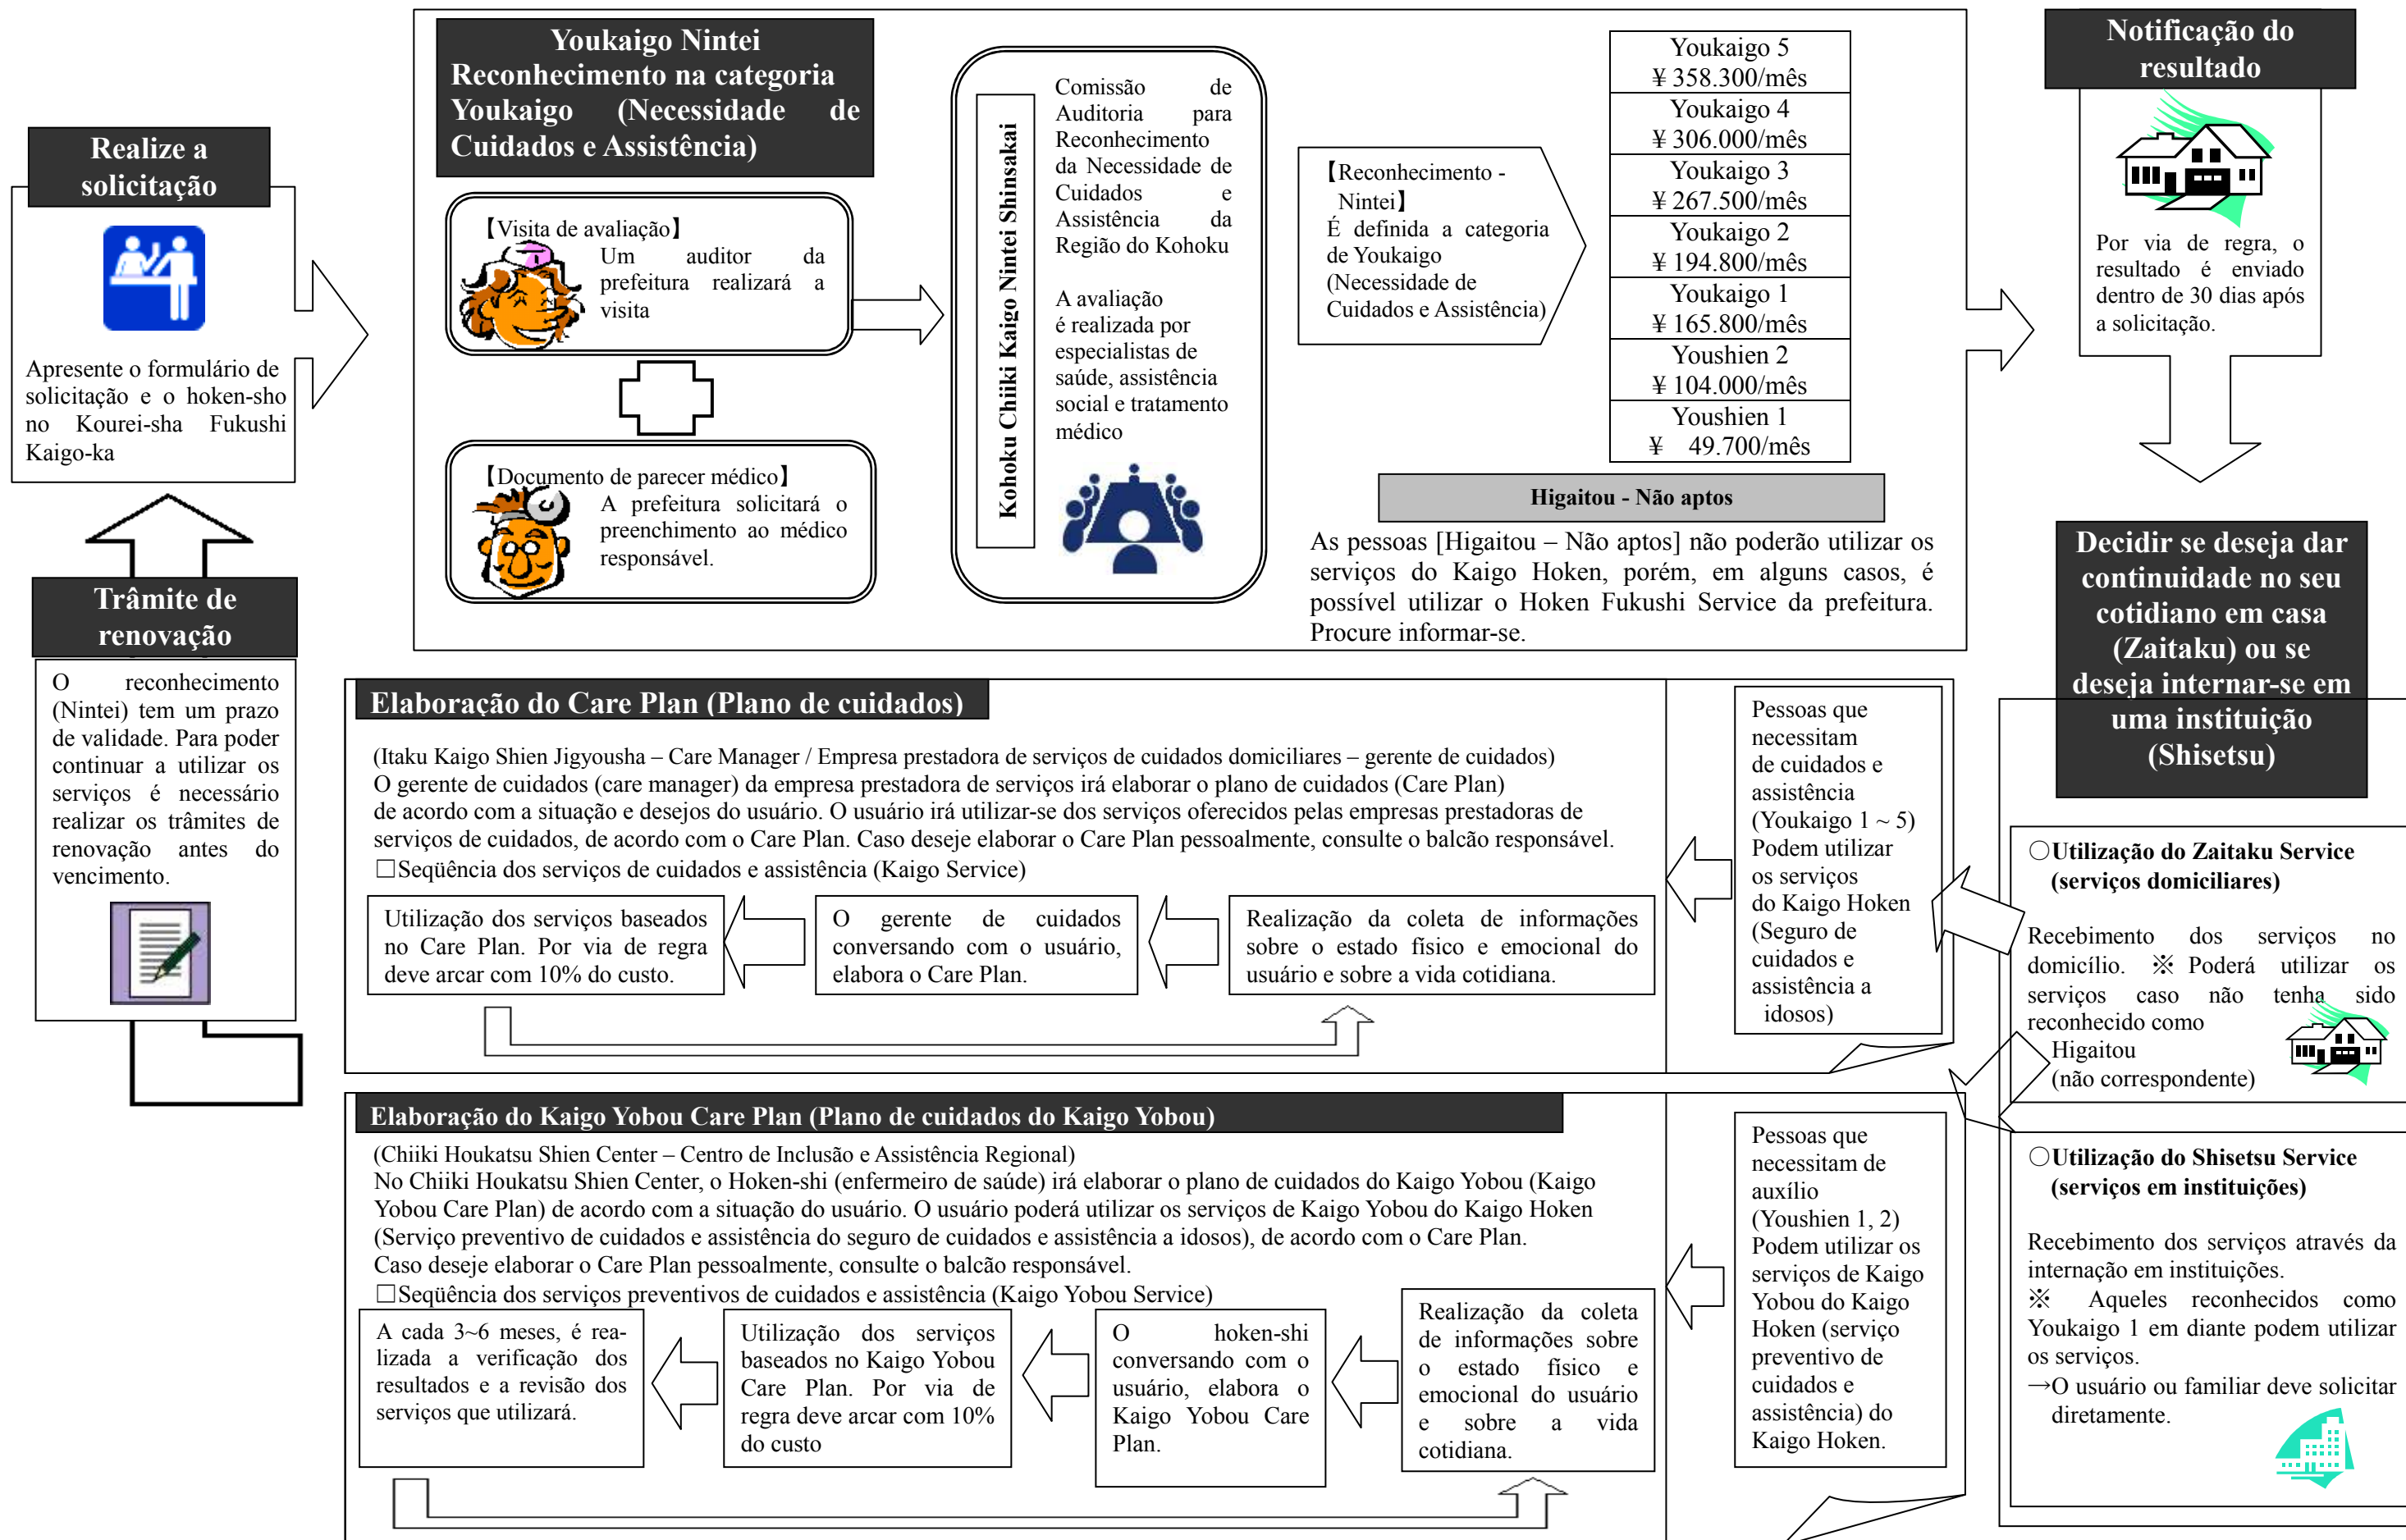 Realize a
solicitação
Apresente o formulário de
solicitação e o hoken-sho
no Kourei-sha Fukushi
Kaigo-ka
Trâmite de
renovação
O reconhecimento
(Nintei) tem um prazo
de validade. Para poder
continuar a utilizar os
serviços é necessário
realizar os trâmites de
renovação antes do
vencimento.
Youkaigo Nintei
Reconhecimento na categoria
Youkaigo (Necessidade de
Cuidados e Assistência)
【Visita de avaliação】
Um auditor da
prefeitura realizará a
visita
【Documento de parecer médico】
A prefeitura solicitará o
preenchimento ao médico
responsável.
Kohoku Chiiki Kaigo Nintei Shinsakai
Comissão de
Auditoria para
Reconhecimento
da Necessidade de
Cuidados e
Assistência da
Região do Kohoku
A avaliação
é realizada por
especialistas de
saúde, assistência
social e tratamento
médico
【Reconhecimento -
Nintei】
É definida a categoria
de Youkaigo
(Necessidade de
Cuidados e Assistência)
Youkaigo 5
¥ 358.300/mês
Youkaigo 4
¥ 306.000/mês
Youkaigo 3
¥ 267.500/mês
Youkaigo 2
¥ 194.800/mês
Youkaigo 1
¥ 165.800/mês
Youshien 2
¥ 104.000/mês
Youshien 1
¥ 49.700/mês
Higaitou - Não aptos
As pessoas [Higaitou – Não aptos] não poderão utilizar os
serviços do Kaigo Hoken, porém, em alguns casos, é
possível utilizar o Hoken Fukushi Service da prefeitura.
Procure informar-se.
Notificação do
resultado
Por via de regra, o
resultado é enviado
dentro de 30 dias após
a solicitação.
Decidir se deseja dar
continuidade no seu
cotidiano em casa
(Zaitaku) ou se
deseja internar-se em
uma instituição
(Shisetsu)
○Utilização do Zaitaku Service
(serviços domiciliares)
Recebimento dos serviços no
domicílio. ※ Poderá utilizar os
serviços caso não tenha sido
reconhecido como
Higaitou
(não correspondente)
○Utilização do Shisetsu Service
(serviços em instituições)
Recebimento dos serviços através da
internação em instituições.
※ Aqueles reconhecidos como
Youkaigo 1 em diante podem utilizar
os serviços.
→O usuário ou familiar deve solicitar
diretamente.
Elaboração do Care Plan (Plano de cuidados)
(Itaku Kaigo Shien Jigyousha – Care Manager / Empresa prestadora de serviços de cuidados domiciliares – gerente de cuidados)
O gerente de cuidados (care manager) da empresa prestadora de serviços irá elaborar o plano de cuidados (Care Plan)
de acordo com a situação e desejos do usuário. O usuário irá utilizar-se dos serviços oferecidos pelas empresas prestadoras de
serviços de cuidados, de acordo com o Care Plan. Caso deseje elaborar o Care Plan pessoalmente, consulte o balcão responsável.
□Seqüência dos serviços de cuidados e assistência (Kaigo Service)
Utilização dos serviços baseados
no Care Plan. Por via de regra
deve arcar com 10% do custo.
O gerente de cuidados
conversando com o usuário,
elabora o Care Plan.
Realização da coleta de informações
sobre o estado físico e emocional do
usuário e sobre a vida cotidiana.
Pessoas que
necessitam
de cuidados e
assistência
(Youkaigo 1 ~ 5)
Podem utilizar
os serviços
do Kaigo Hoken
(Seguro de
cuidados e
assistência a
idosos)
Elaboração do Kaigo Yobou Care Plan (Plano de cuidados do Kaigo Yobou)
(Chiiki Houkatsu Shien Center – Centro de Inclusão e Assistência Regional)
No Chiiki Houkatsu Shien Center, o Hoken-shi (enfermeiro de saúde) irá elaborar o plano de cuidados do Kaigo Yobou (Kaigo
Yobou Care Plan) de acordo com a situação do usuário. O usuário poderá utilizar os serviços de Kaigo Yobou do Kaigo Hoken
(Serviço preventivo de cuidados e assistência do seguro de cuidados e assistência a idosos), de acordo com o Care Plan.
Caso deseje elaborar o Care Plan pessoalmente, consulte o balcão responsável.
□Seqüência dos serviços preventivos de cuidados e assistência (Kaigo Yobou Service)
A cada 3~6 meses, é rea-
lizada a verificação dos
resultados e a revisão dos
serviços que utilizará.
Utilização dos serviços
baseados no Kaigo Yobou
Care Plan. Por via de
regra deve arcar com 10%
do custo
O hoken-shi
conversando com o
usuário, elabora o
Kaigo Yobou Care
Plan.
Realização da coleta
de informações sobre
o estado físico e
emocional do usuário
e sobre a vida
cotidiana.
Pessoas que
necessitam de
auxílio
(Youshien 1, 2)
Podem utilizar os
serviços de Kaigo
Yobou do Kaigo
Hoken (serviço
preventivo de
cuidados e
assistência) do
Kaigo Hoken.